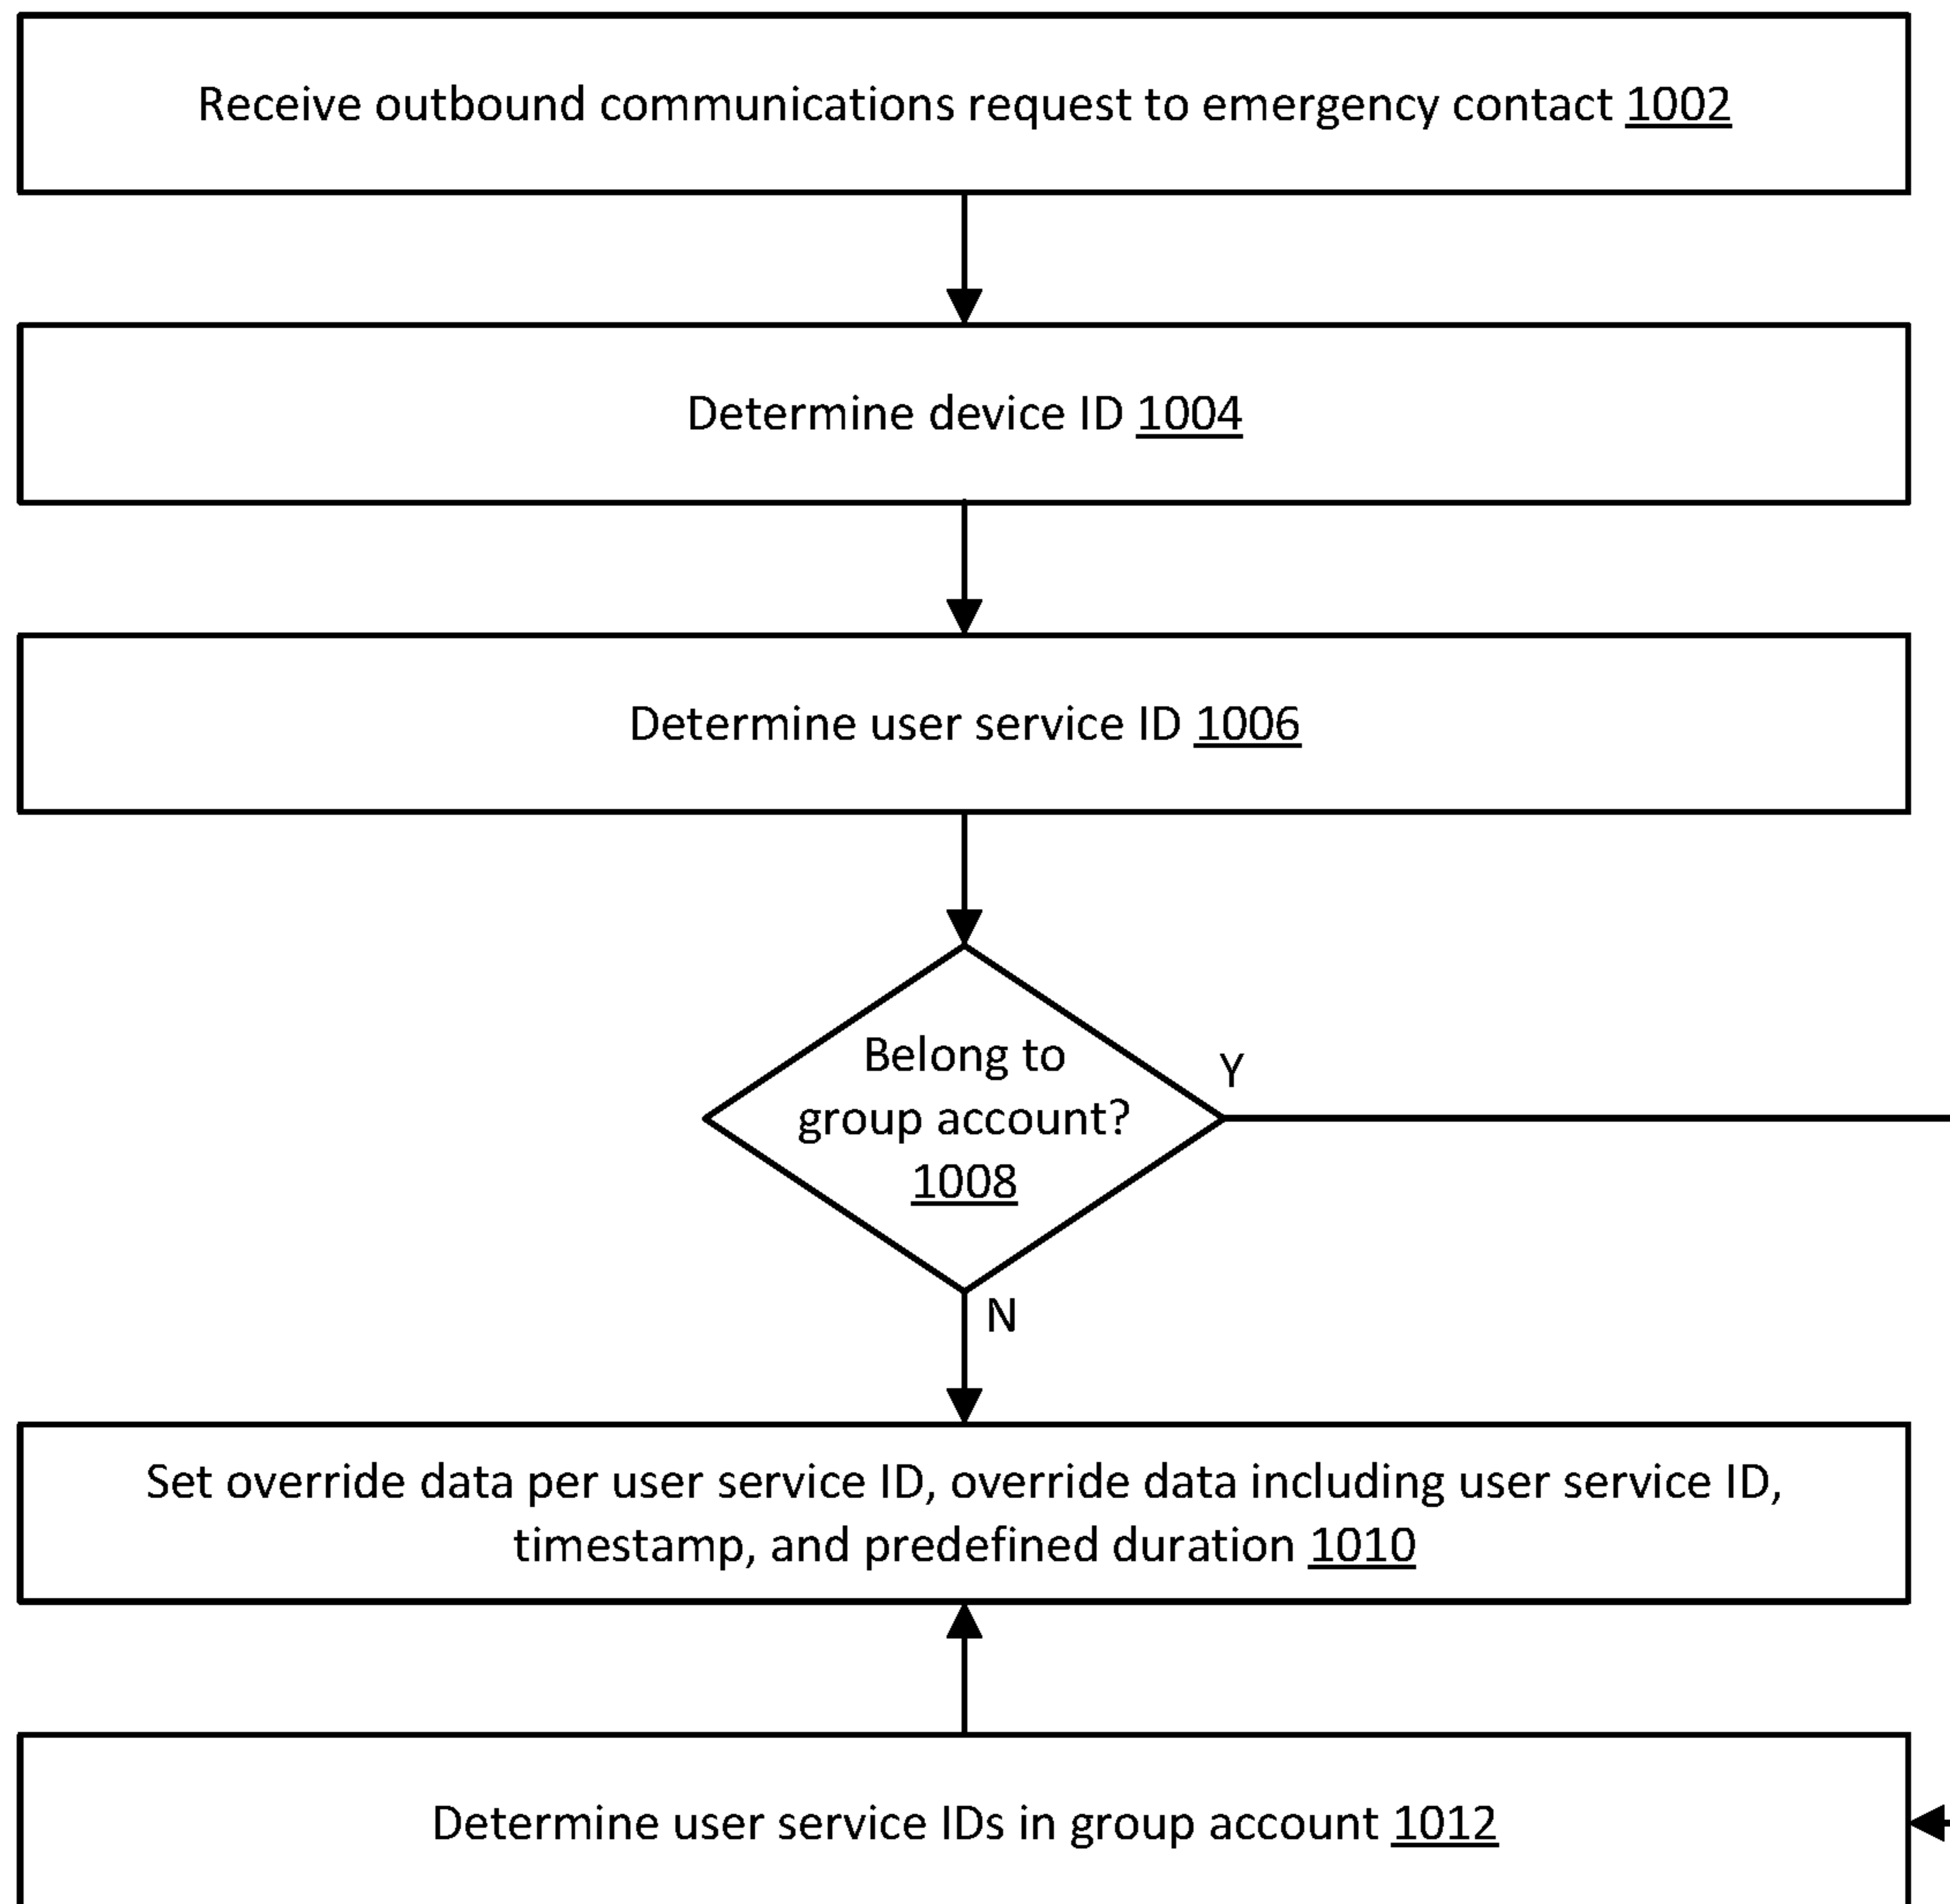 Receive outbound communications request to emergency contact 1002
Determine device ID 1004
Determine user service ID 1006
Belong to
group account?
1008
Y
N
Set override data per user service ID, override data including user service ID,
timestamp, and predefined duration 1010
Determine user service IDs in group account 1012